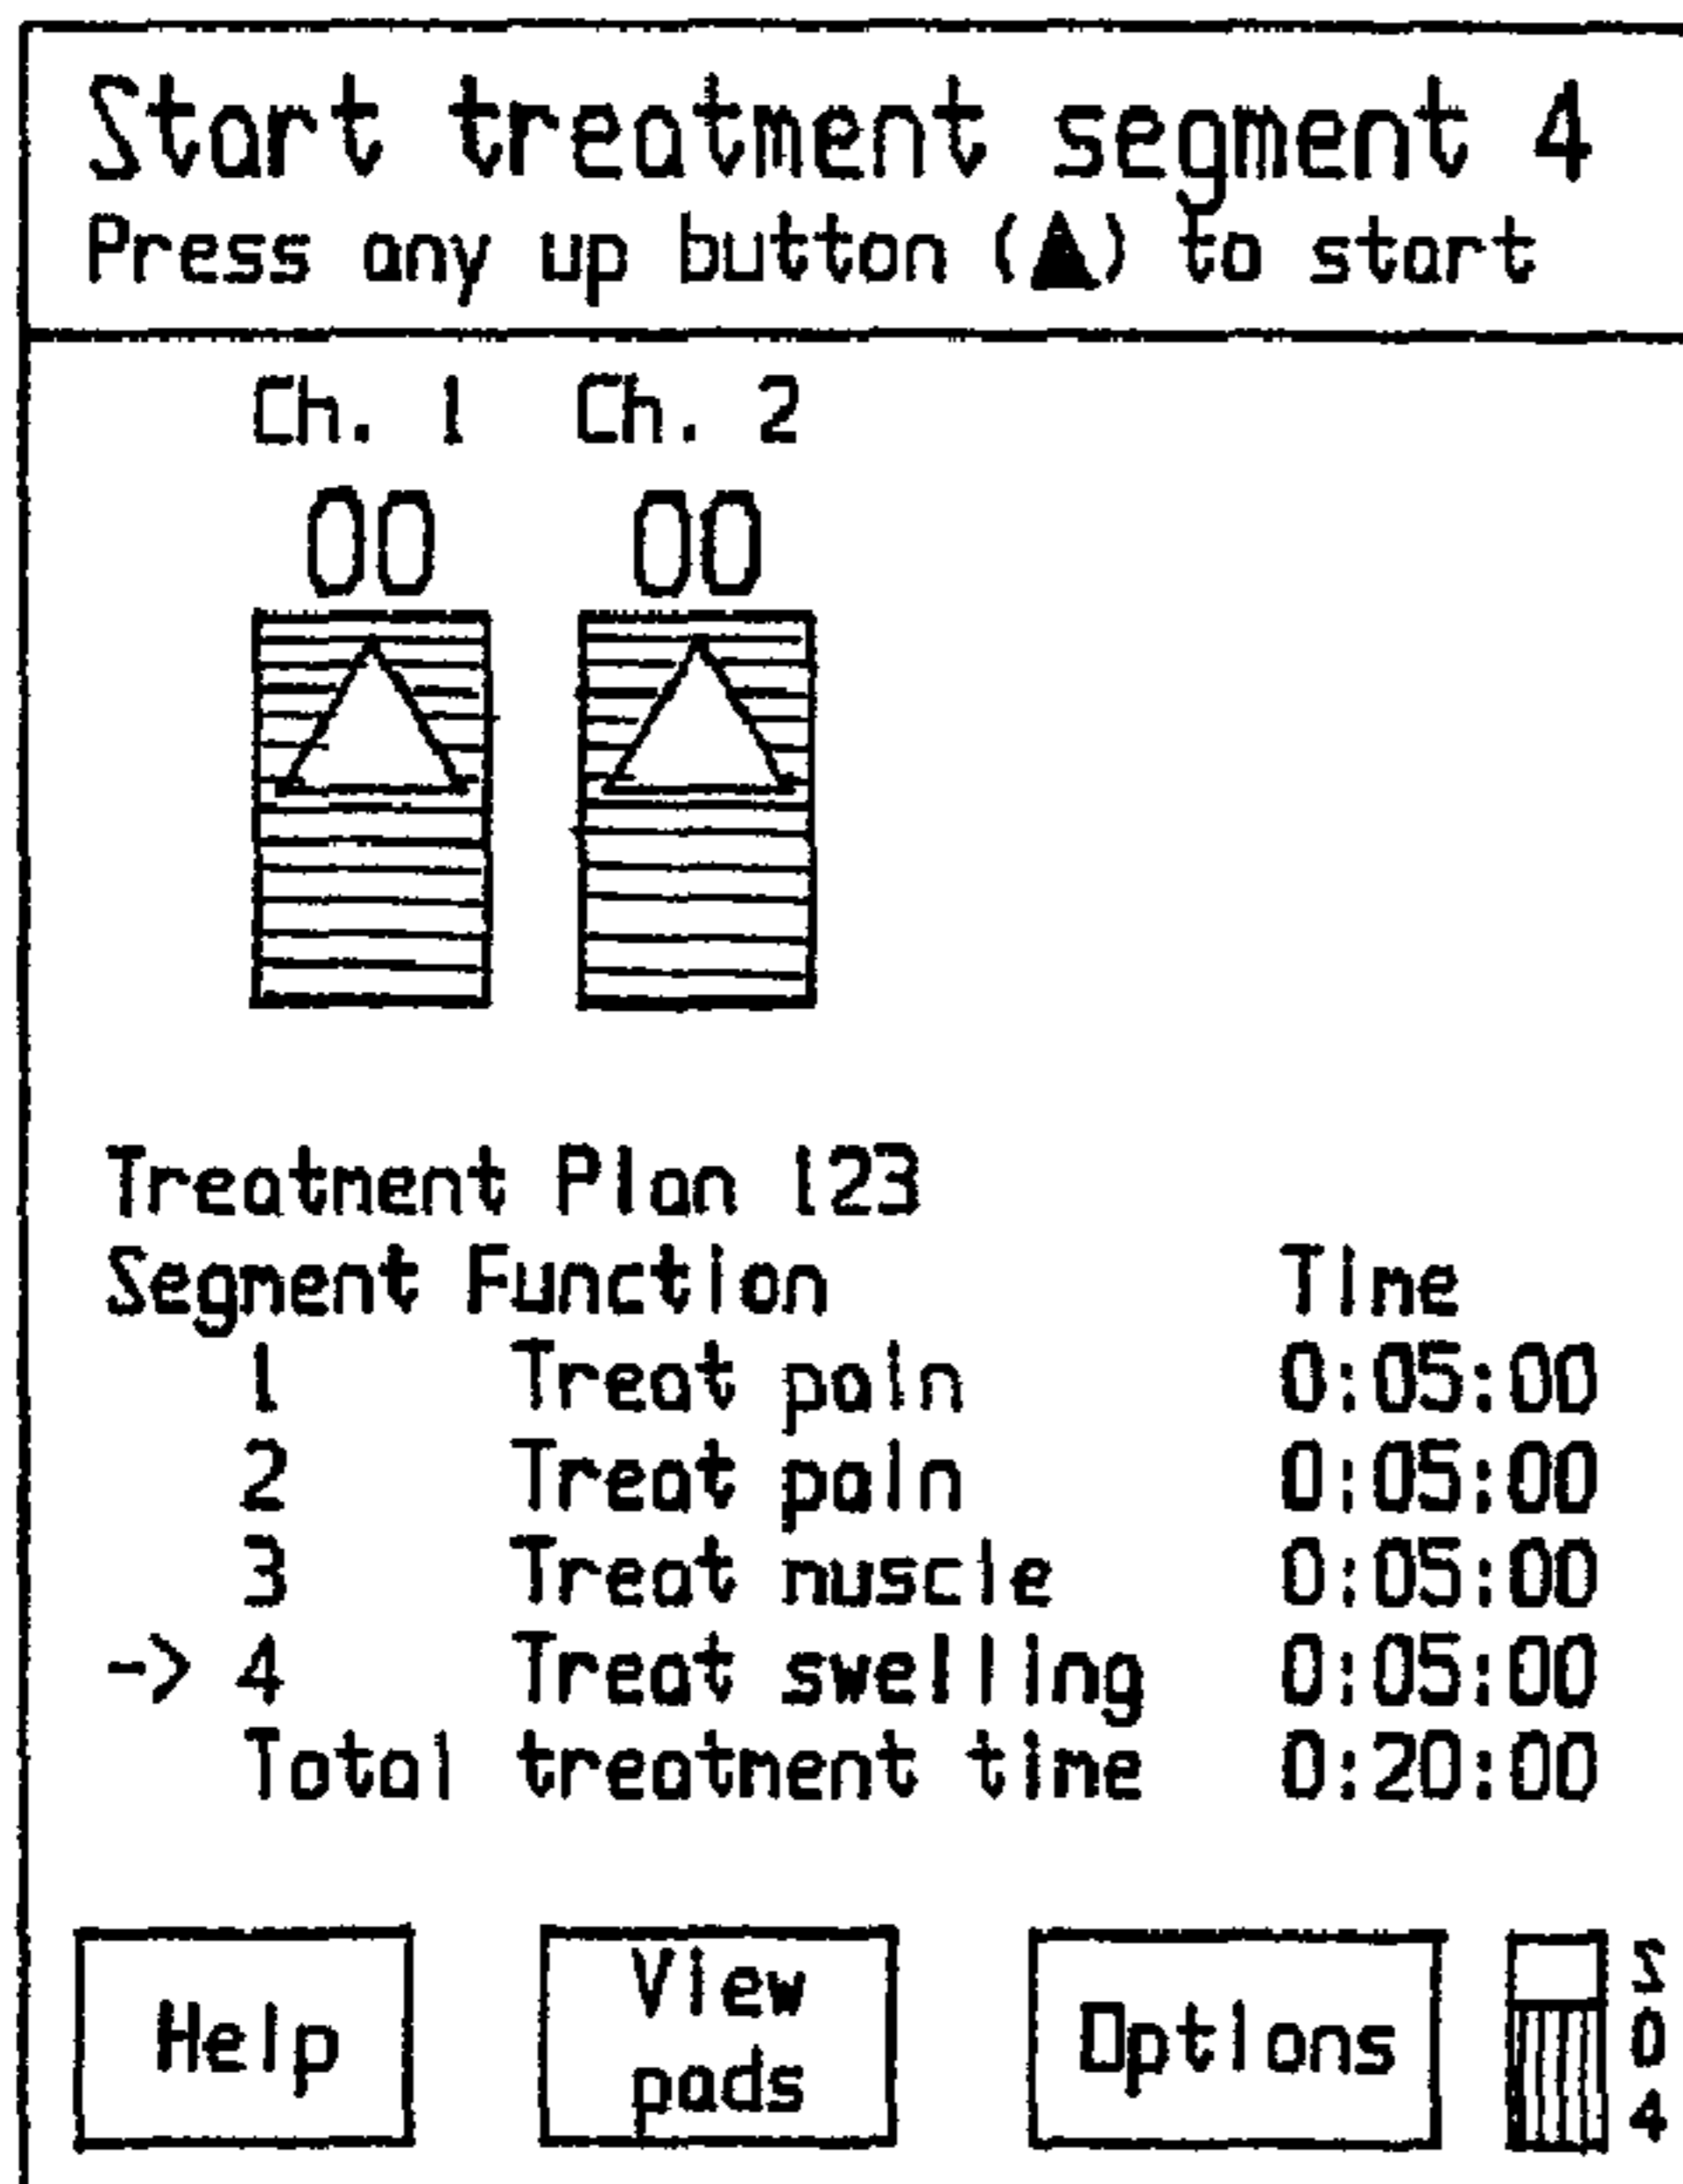 Start treatment segment 4
Press any up button (▲) to start
Ch. 1 Ch. 2
00 00
Treatment Plan 123
Segment Function Time
1 Treat pain 0:05:00
2 Treat pain 0:05:00
3 Treat muscle 0:05:00
-> 4 Treat swelling 0:05:00
Total treatment time 0:20:00
Help
View
pads
Options
S
0
4